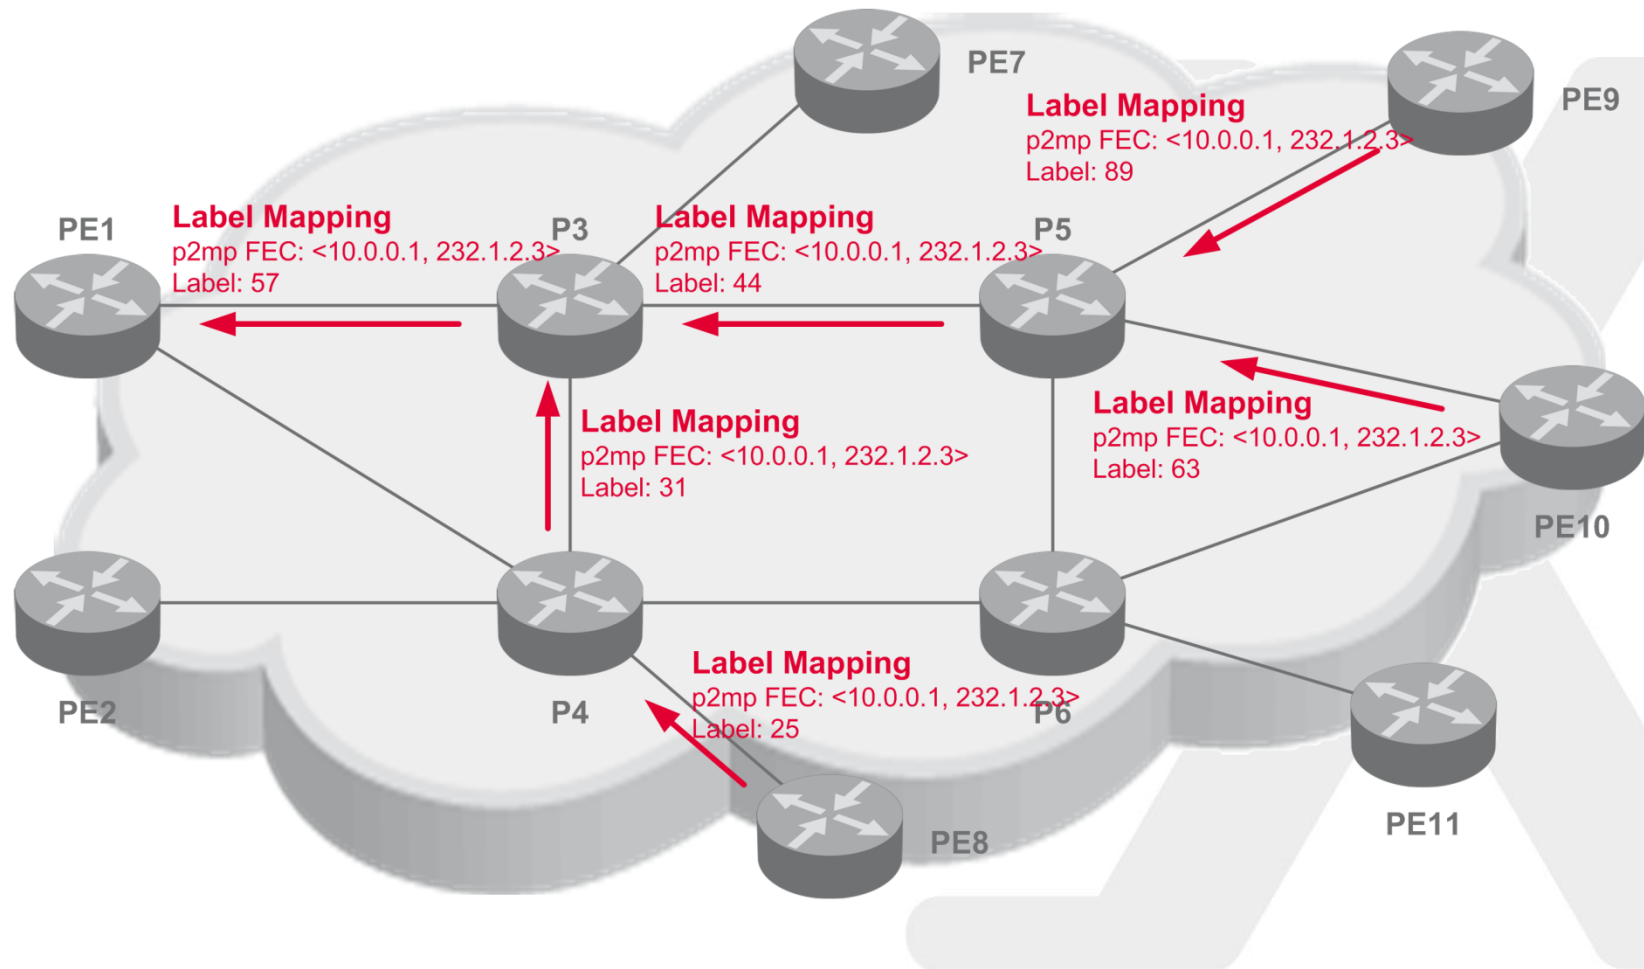 PE7
Label Mapping
p2mp FEC: <10.0.0.1, 232.1.2.3>
Label: 89
PE9
PE1
Label Mapping
p2mp FEC: <10.0.0.1, 232.1.2.3>
Label: 57
P3
Label Mapping
p2mp FEC: <10.0.0.1, 232.1.2.3>
Label: 44
P5
Label Mapping
p2mp FEC: <10.0.0.1, 232.1.2.3>
Label: 31
Label Mapping
p2mp FEC: <10.0.0.1, 232.1.2.3>
Label: 63
PE10
PE2
P4
Label Mapping
p2mp FEC: <10.0.0.1, 232.1.2.3>
Label: 25
P6
PE8
PE11